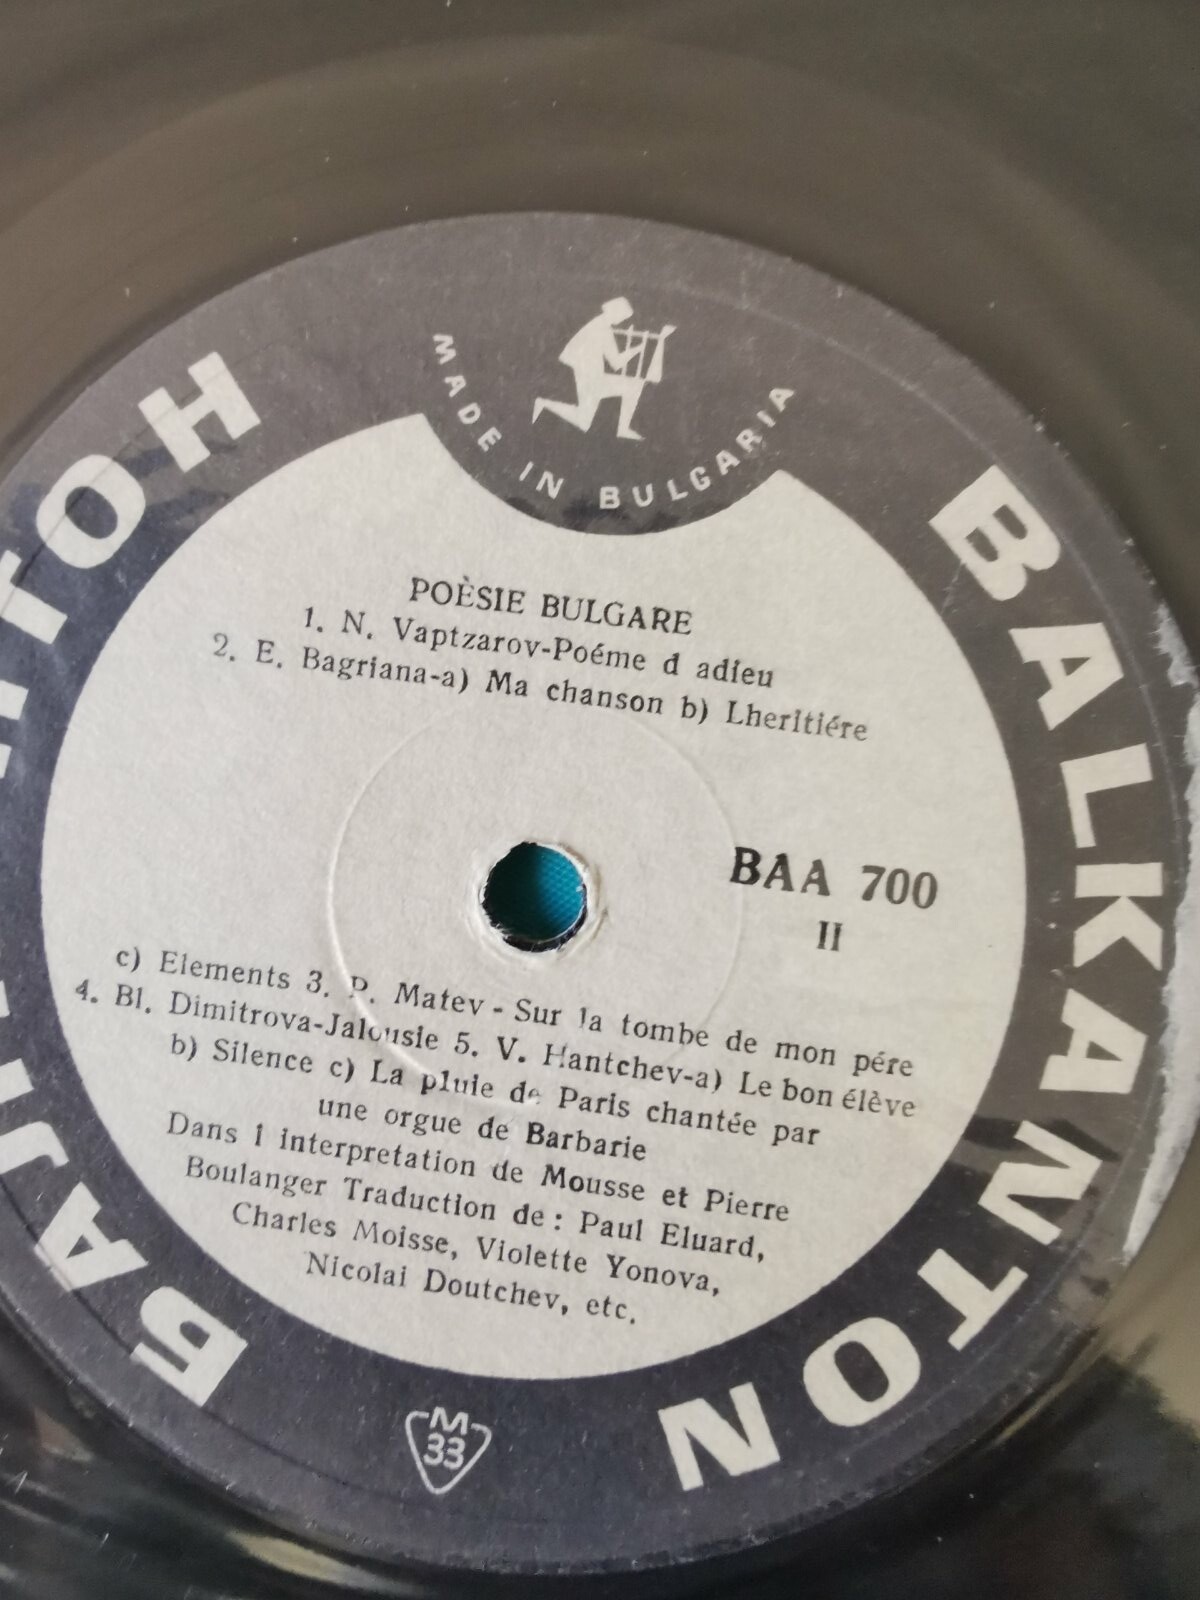 MADE IN BULGARIA
BALKANTON
БАЛКАНТОН
POÈSIE BULGARE
1. N. Vaptzarov-Poéme d adieu
2. E. Bagriana-a) Ma chanson b) Lheritiére
BAA 700
II
c) Elements 3. P. Matev - Sur la tombe de mon pére
4. Bl. Dimitrova-Jalousie 5. V. Hantchev-a) Le bon élève
b) Silence c) La pluie de Paris chantée par
une orgue de Barbarie
Dans l interpretation de Mousse et Pierre
Boulanger Traduction de: Paul Eluard,
Charles Moisse, Violette Yonova,
Nicolai Doutchev, etc.
M
33